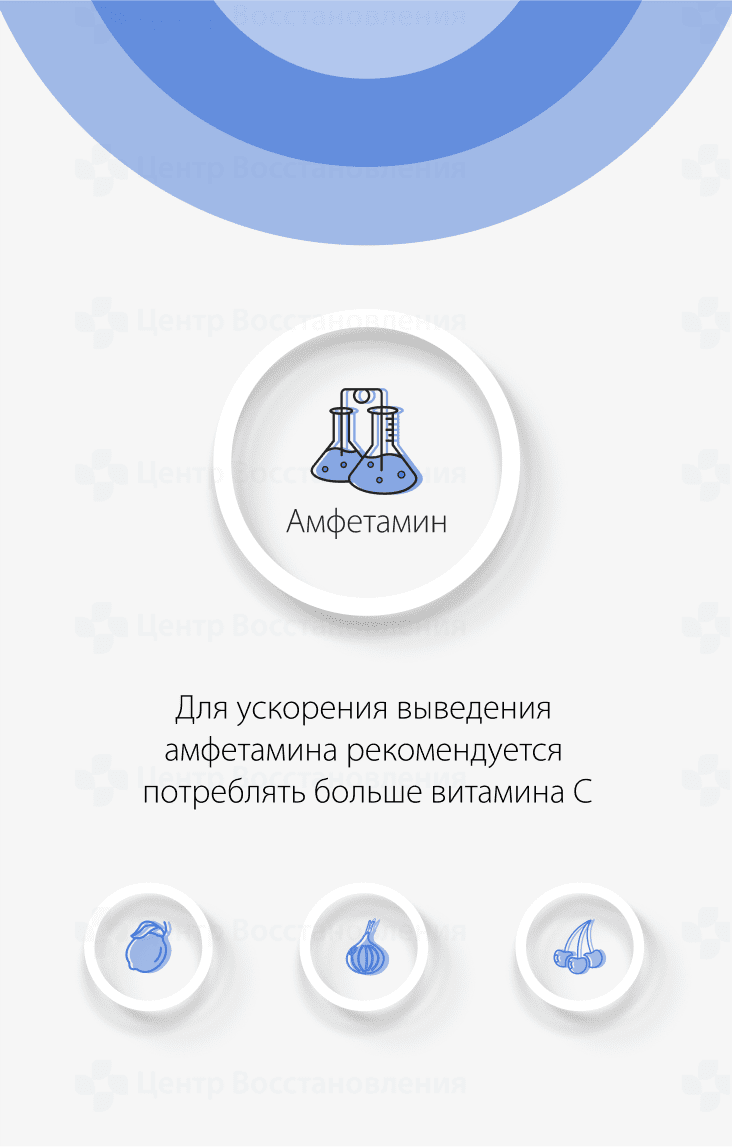 Центр Восстановления
Центр Восстановления
Центр Восстановления
Центр Восстановления
Амфетамин
Центр Восстановления
Для ускорения выведения
амфетамина рекомендуется
Центр Восстановления
потреблять больше витамина С
Центр Восстановления
Центр Восстановления